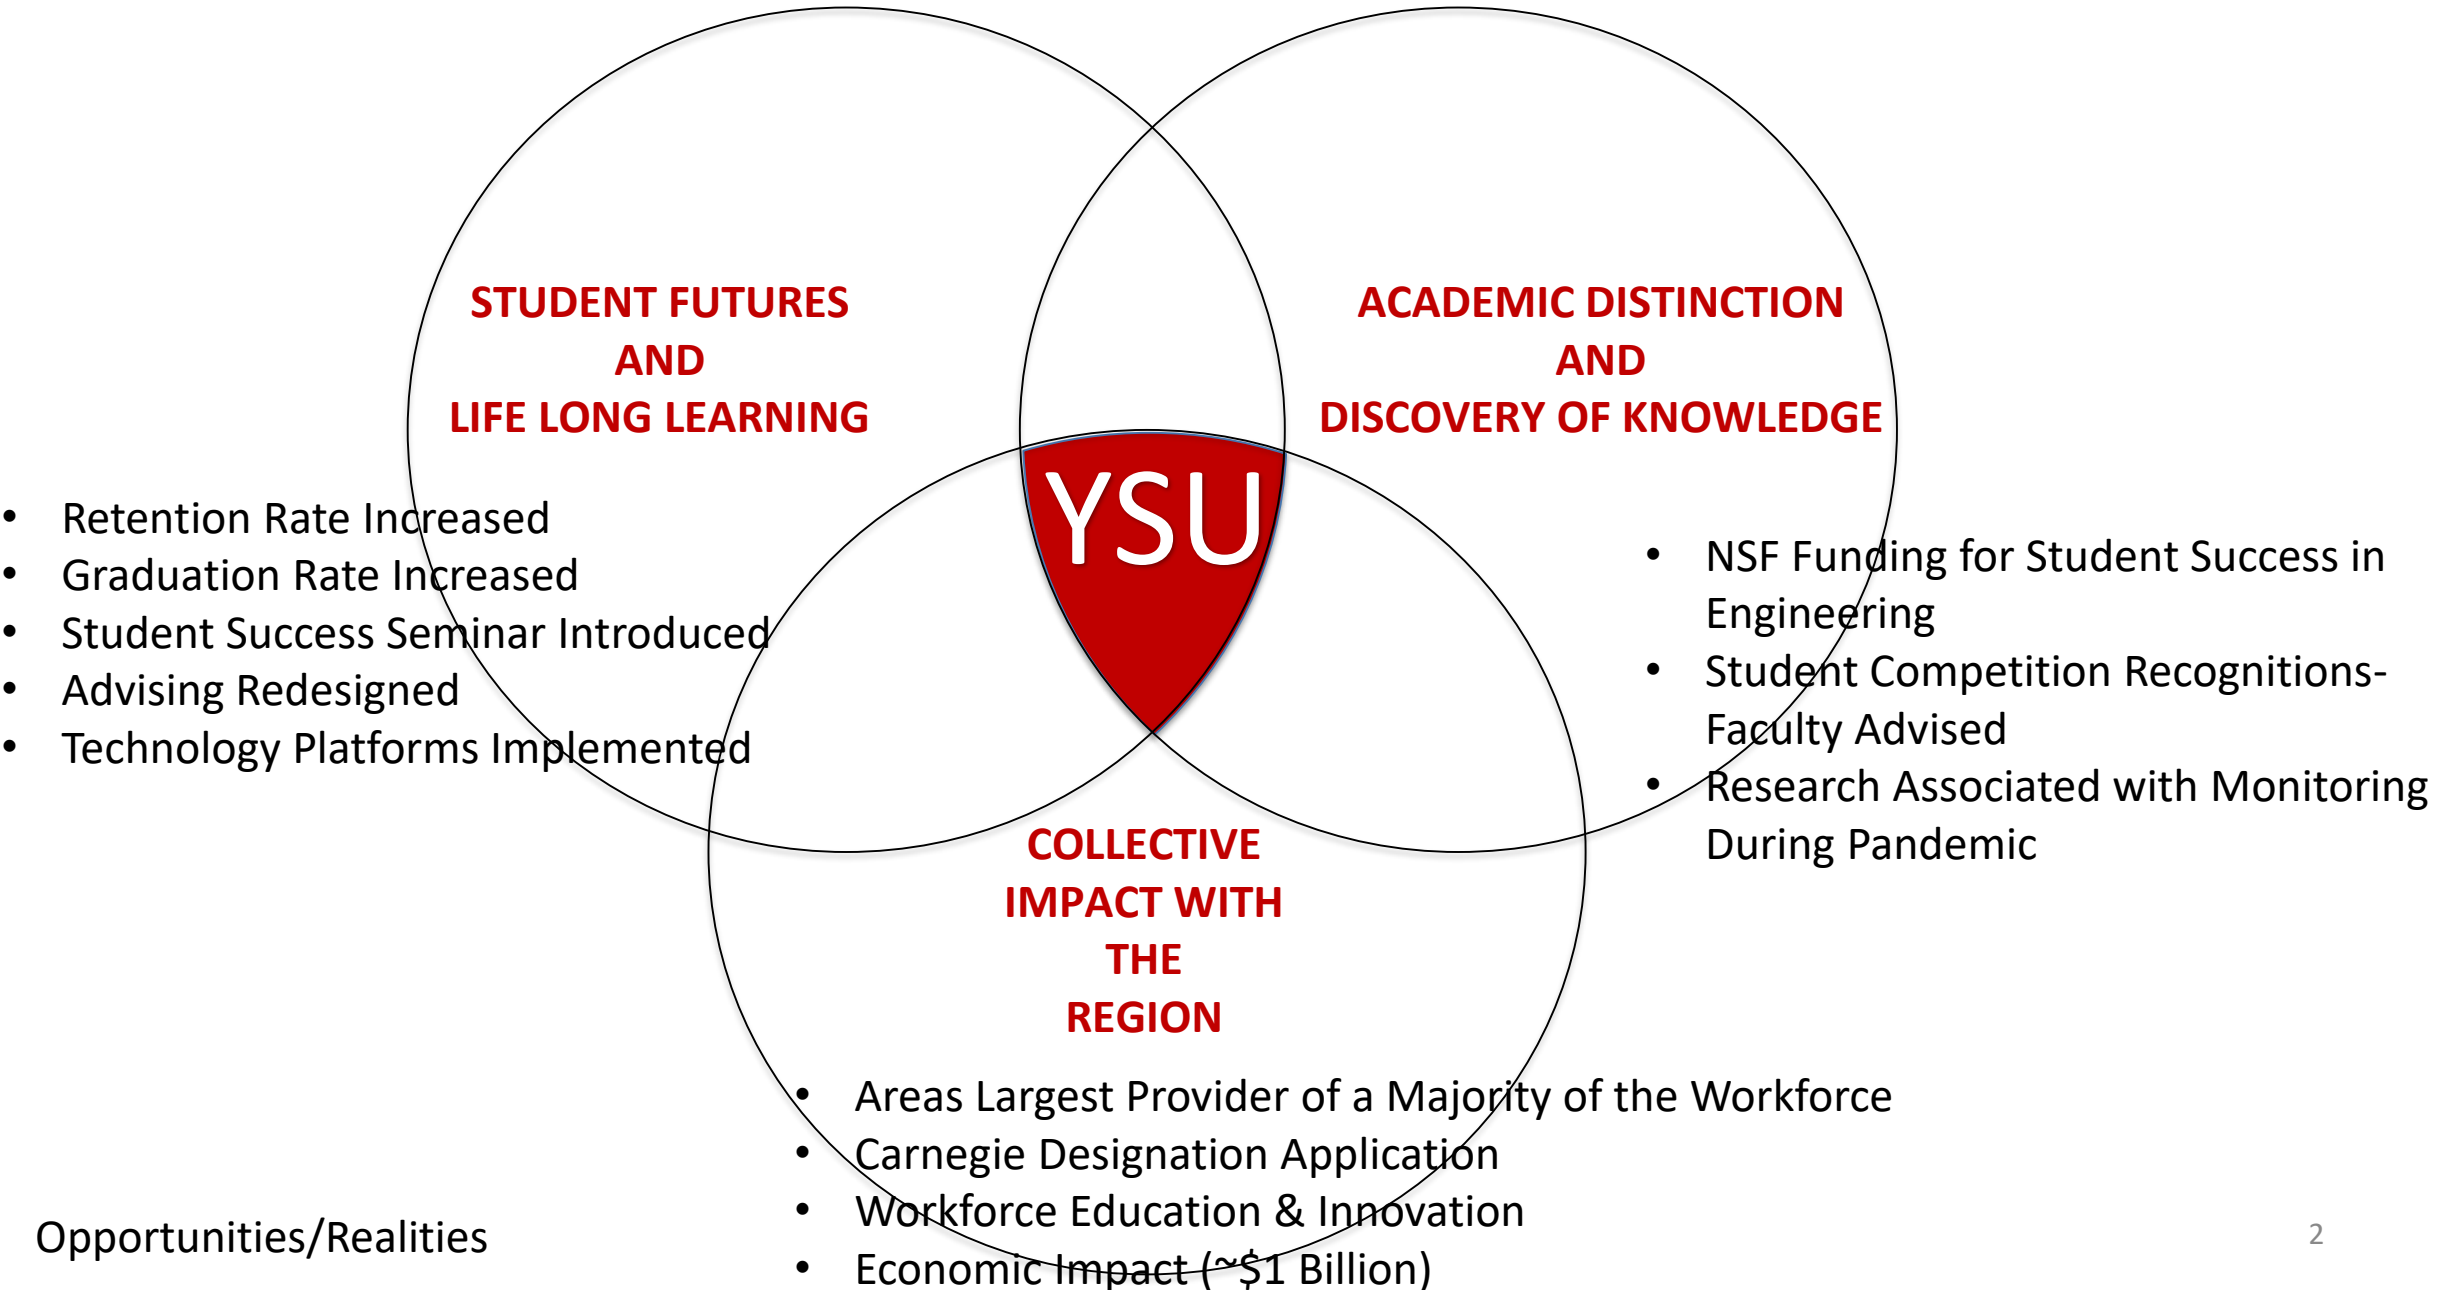 STUDENT FUTURES
AND
LIFE LONG LEARNING
ACADEMIC DISTINCTION
AND
DISCOVERY OF KNOWLEDGE
YSU
• Retention Rate Increased
• Graduation Rate Increased
• Student Success Seminar Introduced
• Advising Redesigned
• Technology Platforms Implemented
• NSF Funding for Student Success in
Engineering
• Student Competition Recognitions-
Faculty Advised
• Research Associated with Monitoring
During Pandemic
COLLECTIVE
IMPACT WITH
THE
REGION
• Areas Largest Provider of a Majority of the Workforce
• Carnegie Designation Application
• Workforce Education & Innovation
• Economic Impact (~$1 Billion)
Opportunities/Realities
2